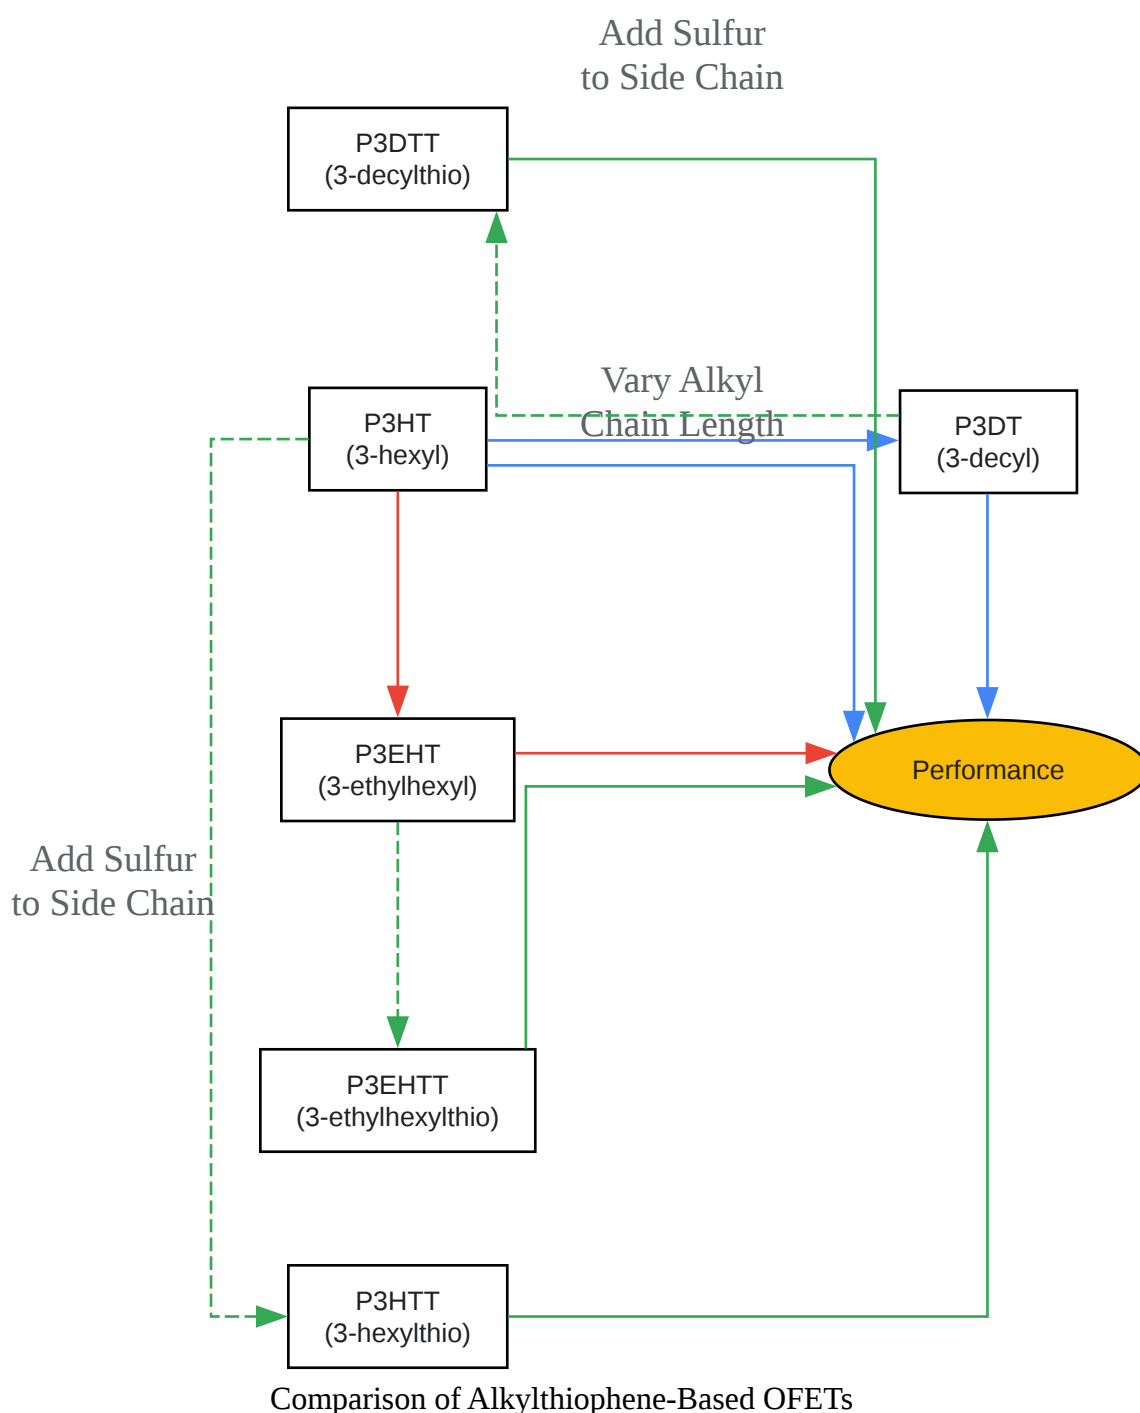 Add Sulfur
to Side Chain
P3DTT
(3-decylthio)
Vary Alkyl
Chain Length
P3HT
(3-hexyl)
P3DT
(3-decyl)
P3EHT
(3-ethylhexyl)
Performance
Add Sulfur
to Side Chain
P3EHTT
(3-ethylhexylthio)
P3HTT
(3-hexylthio)
Comparison of Alkylthiophene-Based OFETs